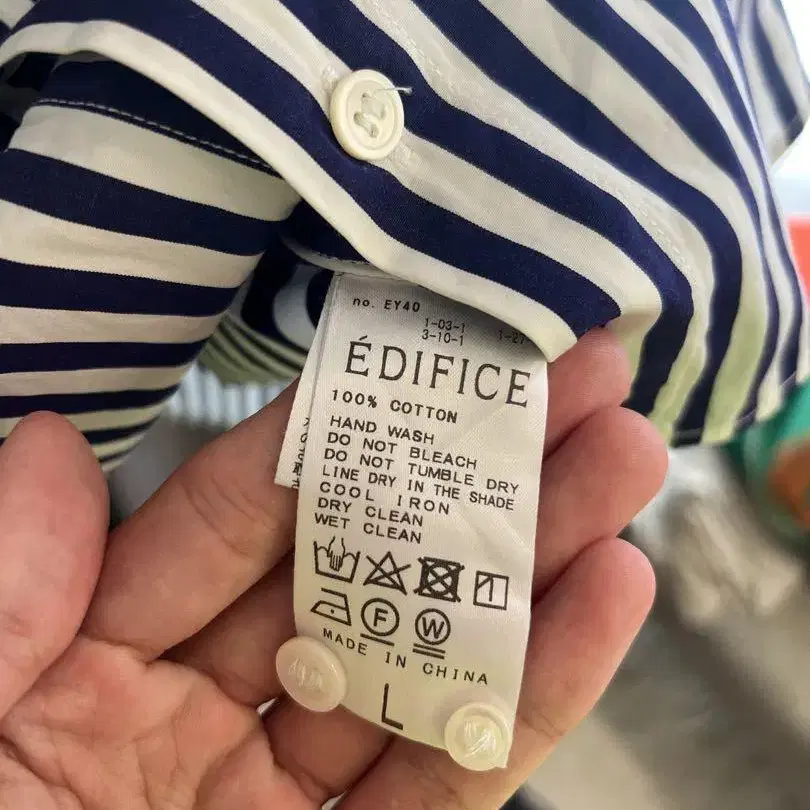 no. EY40
1-03-1 1-27
3-10-1
ÉDIFICE
100% COTTON
HAND WASH
DO NOT BLEACH
DO NOT TUMBLE DRY
LINE DRY IN THE SHADE
COOL IRON
DRY CLEAN
WET CLEAN
F W
MADE IN CHINA
L